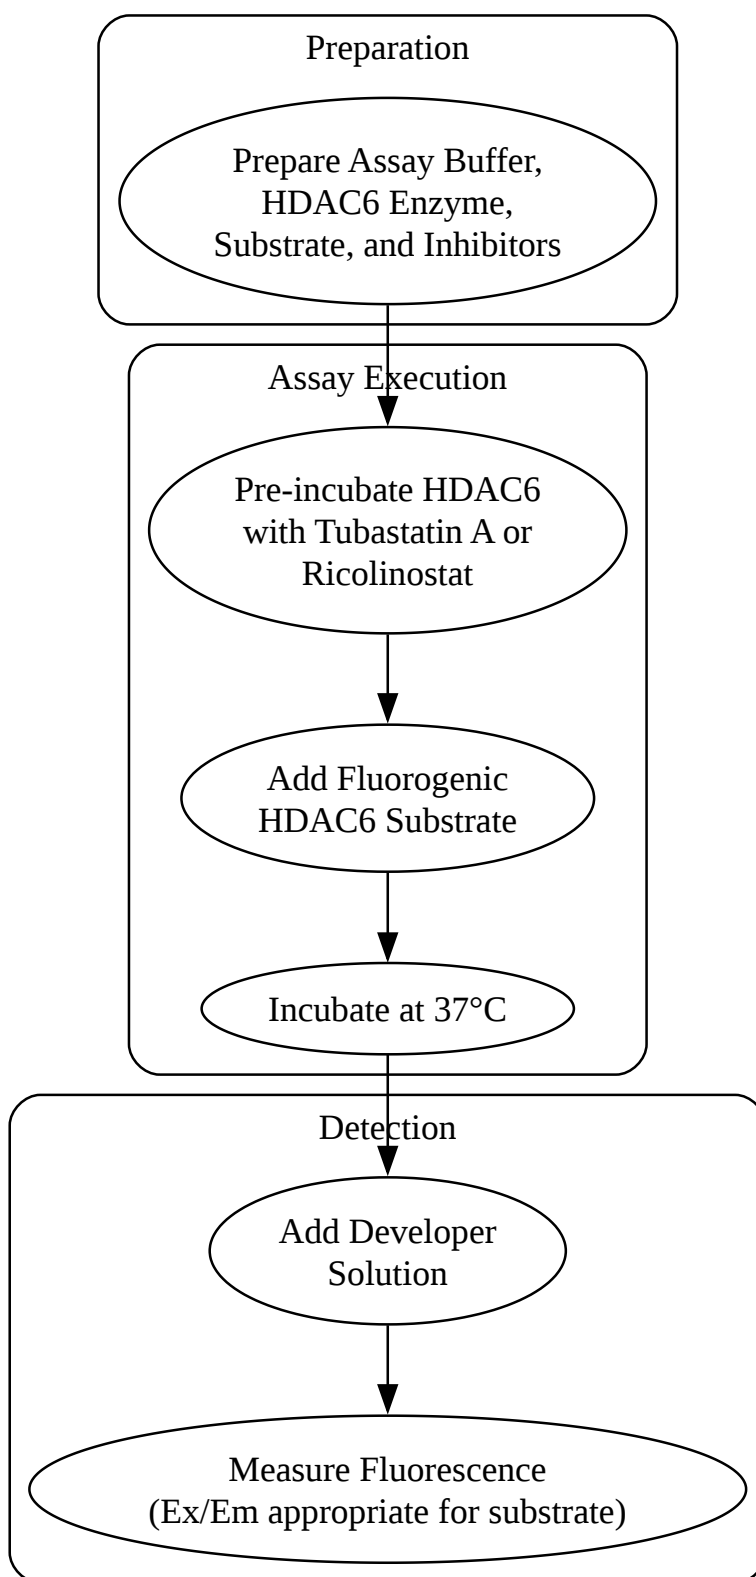 Preparation
Prepare Assay Buffer,
HDAC6 Enzyme,
Substrate, and Inhibitors
Assay Execution
Pre-incubate HDAC6
with Tubastatin A or
Ricolinostat
Add Fluorogenic
HDAC6 Substrate
Incubate at 37°C
Detection
Add Developer
Solution
Measure Fluorescence
(Ex/Em appropriate for substrate)